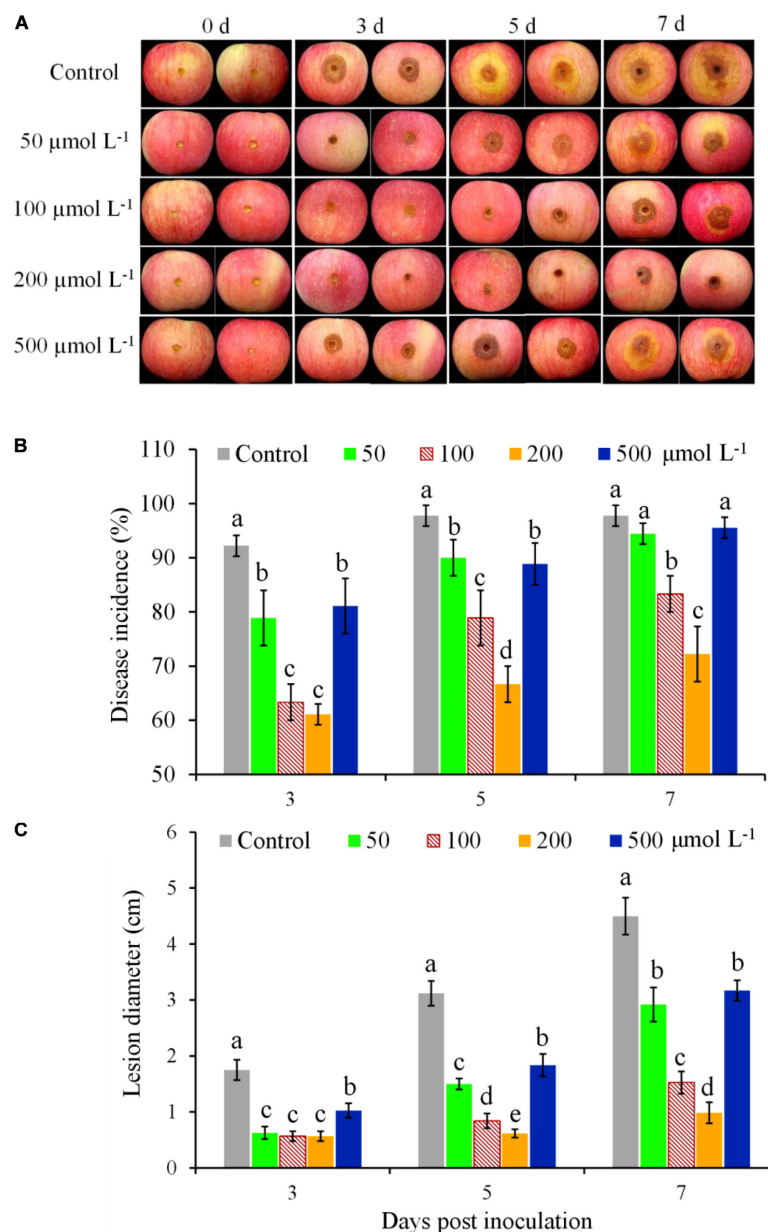 A
0 d 3 d 5 d 7 d
Control
50 µmol L-1
100 µmol L-1
200 µmol L-1
500 µmol L-1
B
110
100
90
80
70
60
50
Disease incidence (%)
Control 50 100 200 500 µmol L-1
a b c c b
a b c d b
a a b c a
3 5 7
C
6
5
4
3
2
1
0
Lesion diameter (cm)
Control 50 100 200 500 µmol L-1
a c c c b
a c d e b
a b c d b
3 5 7
Days post inoculation